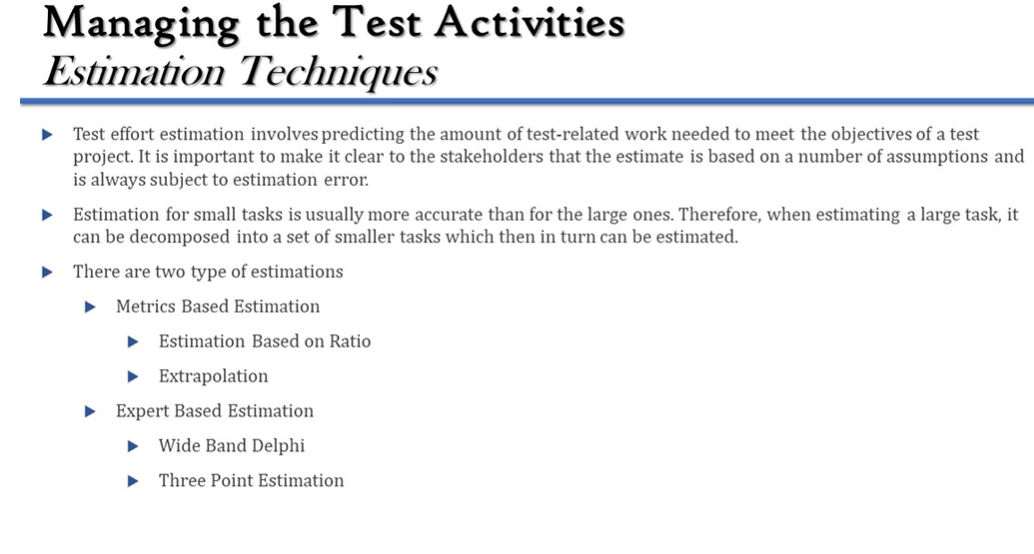 Managing the Test Activities
Estimation Techniques
Test effort estimation involves predicting the amount of test-related work needed to meet the objectives of a test
project. It is important to make it clear to the stakeholders that the estimate is based on a number of assumptions and
is always subject to estimation error.
Estimation for small tasks is usually more accurate than for the large ones. Therefore, when estimating a large task, it
can be decomposed into a set of smaller tasks which then in turn can be estimated.
There are two type of estimations
Metrics Based Estimation
Estimation Based on Ratio
Extrapolation
Expert Based Estimation
Wide Band Delphi
Three Point Estimation